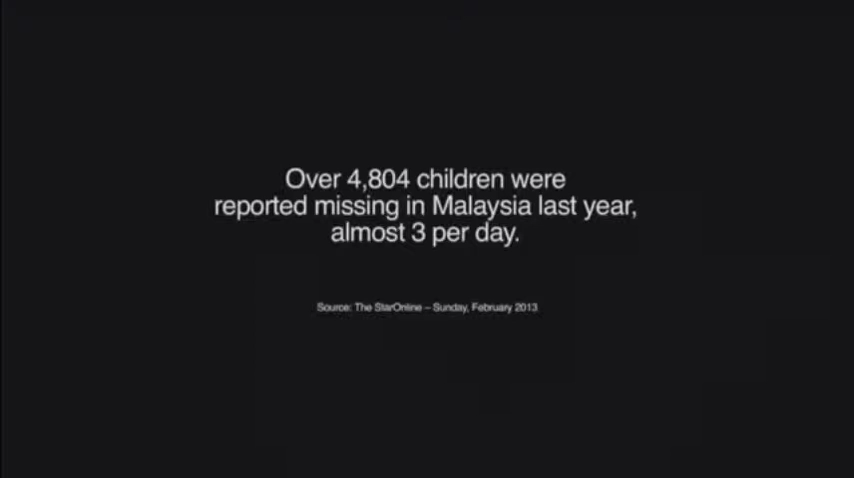 Over 4,804 children were
reported missing in Malaysia last year,
almost 3 per day.
Source: The StarOnline – Sunday, February 2013